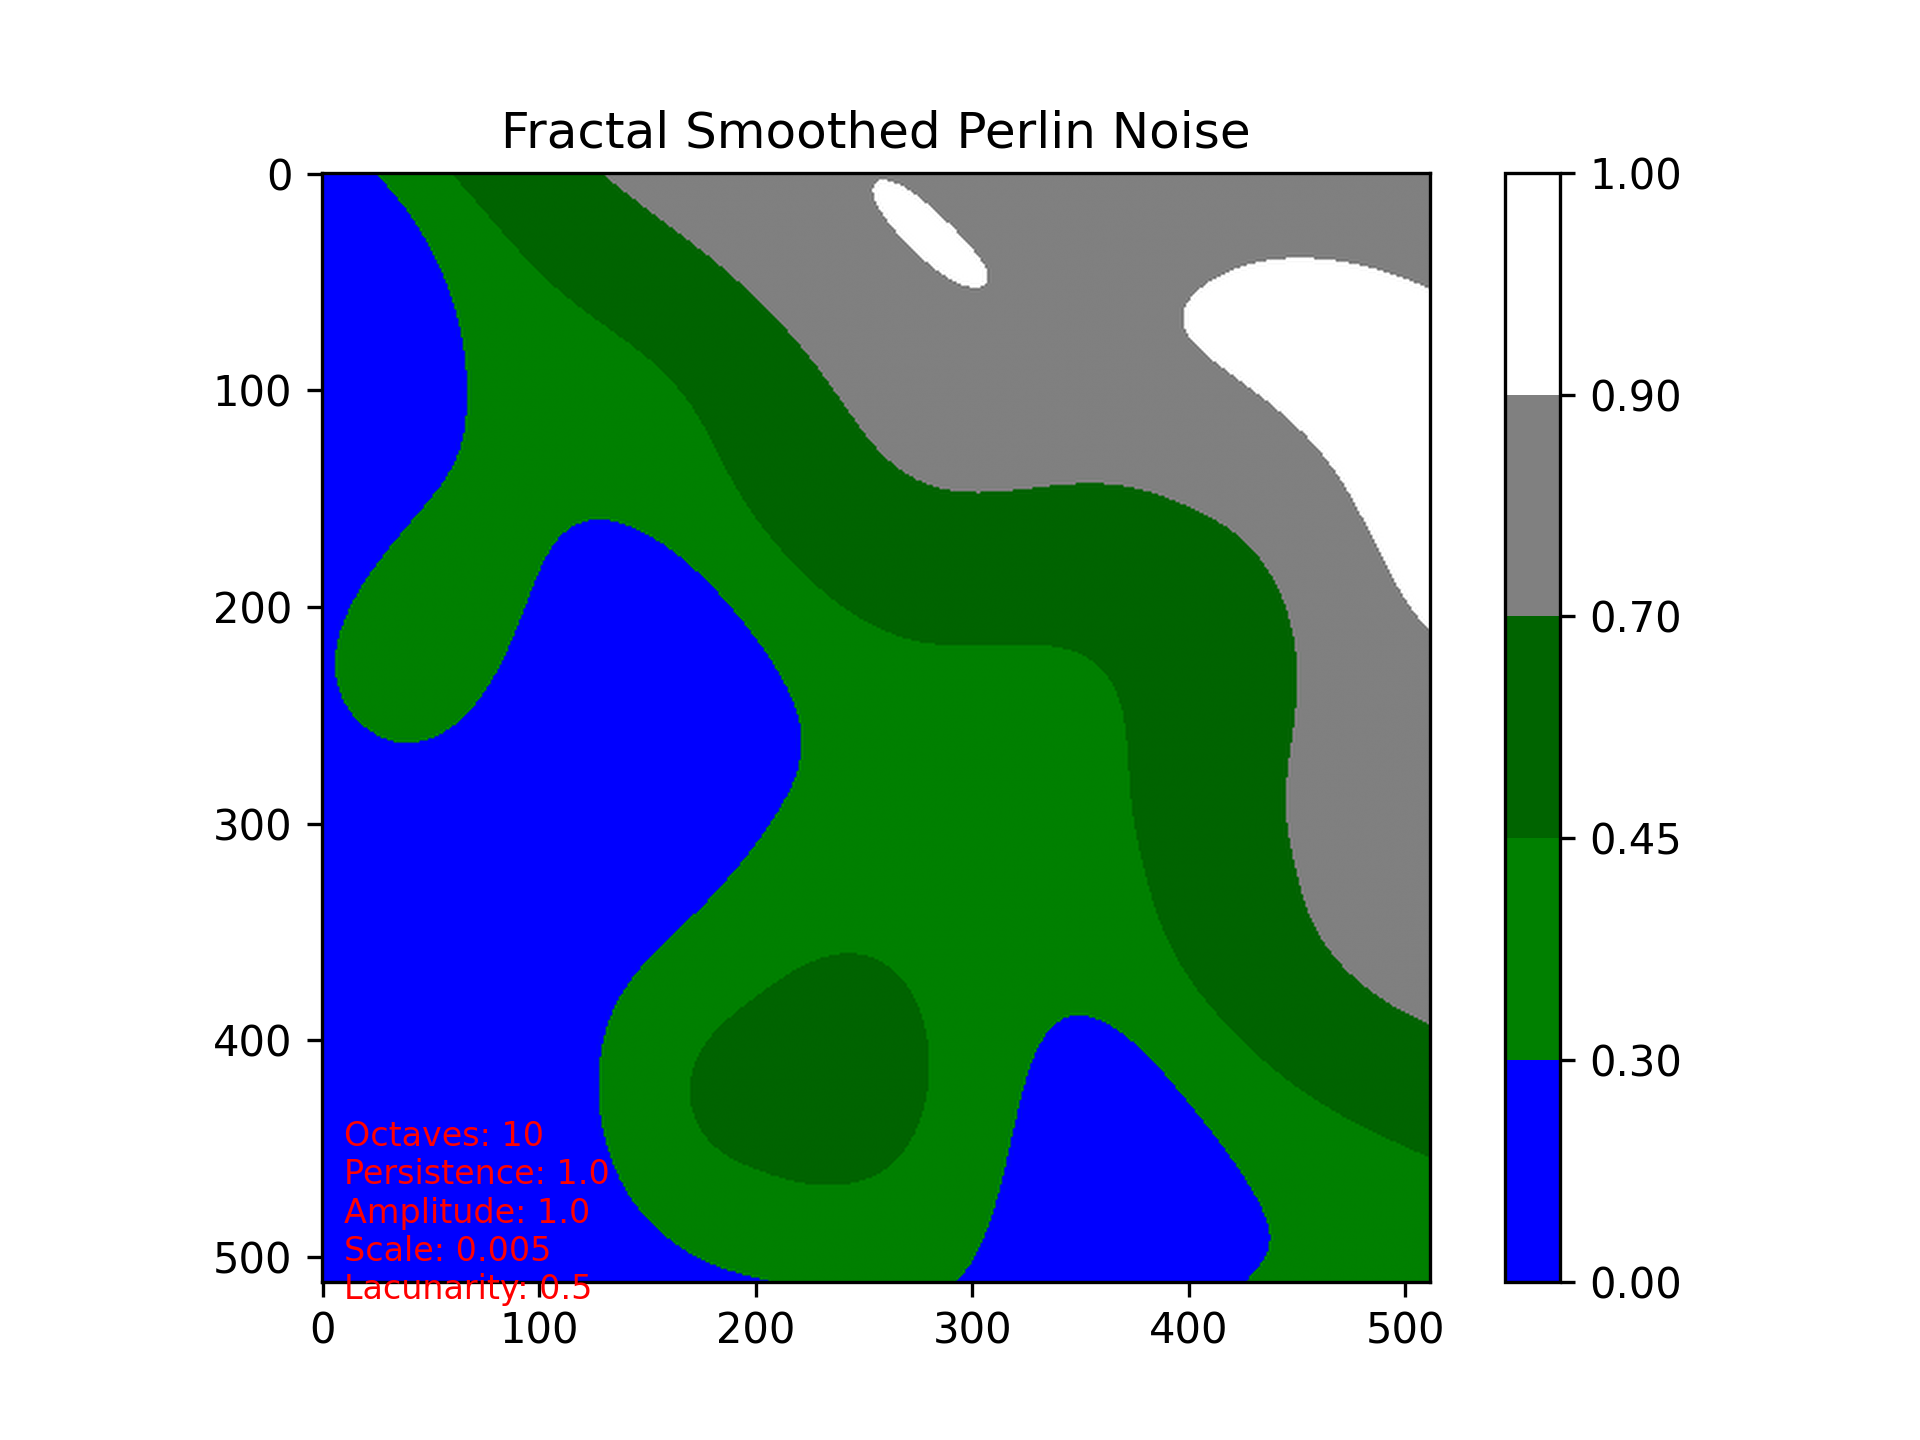 Fractal Smoothed Perlin Noise
0
100
200
300
400
500
Octaves: 10
Persistence: 1.0
Amplitude: 1.0
Scale: 0.005
Lacunarity: 0.5
0 100 200 300 400 500
1.00
0.90
0.70
0.45
0.30
0.00